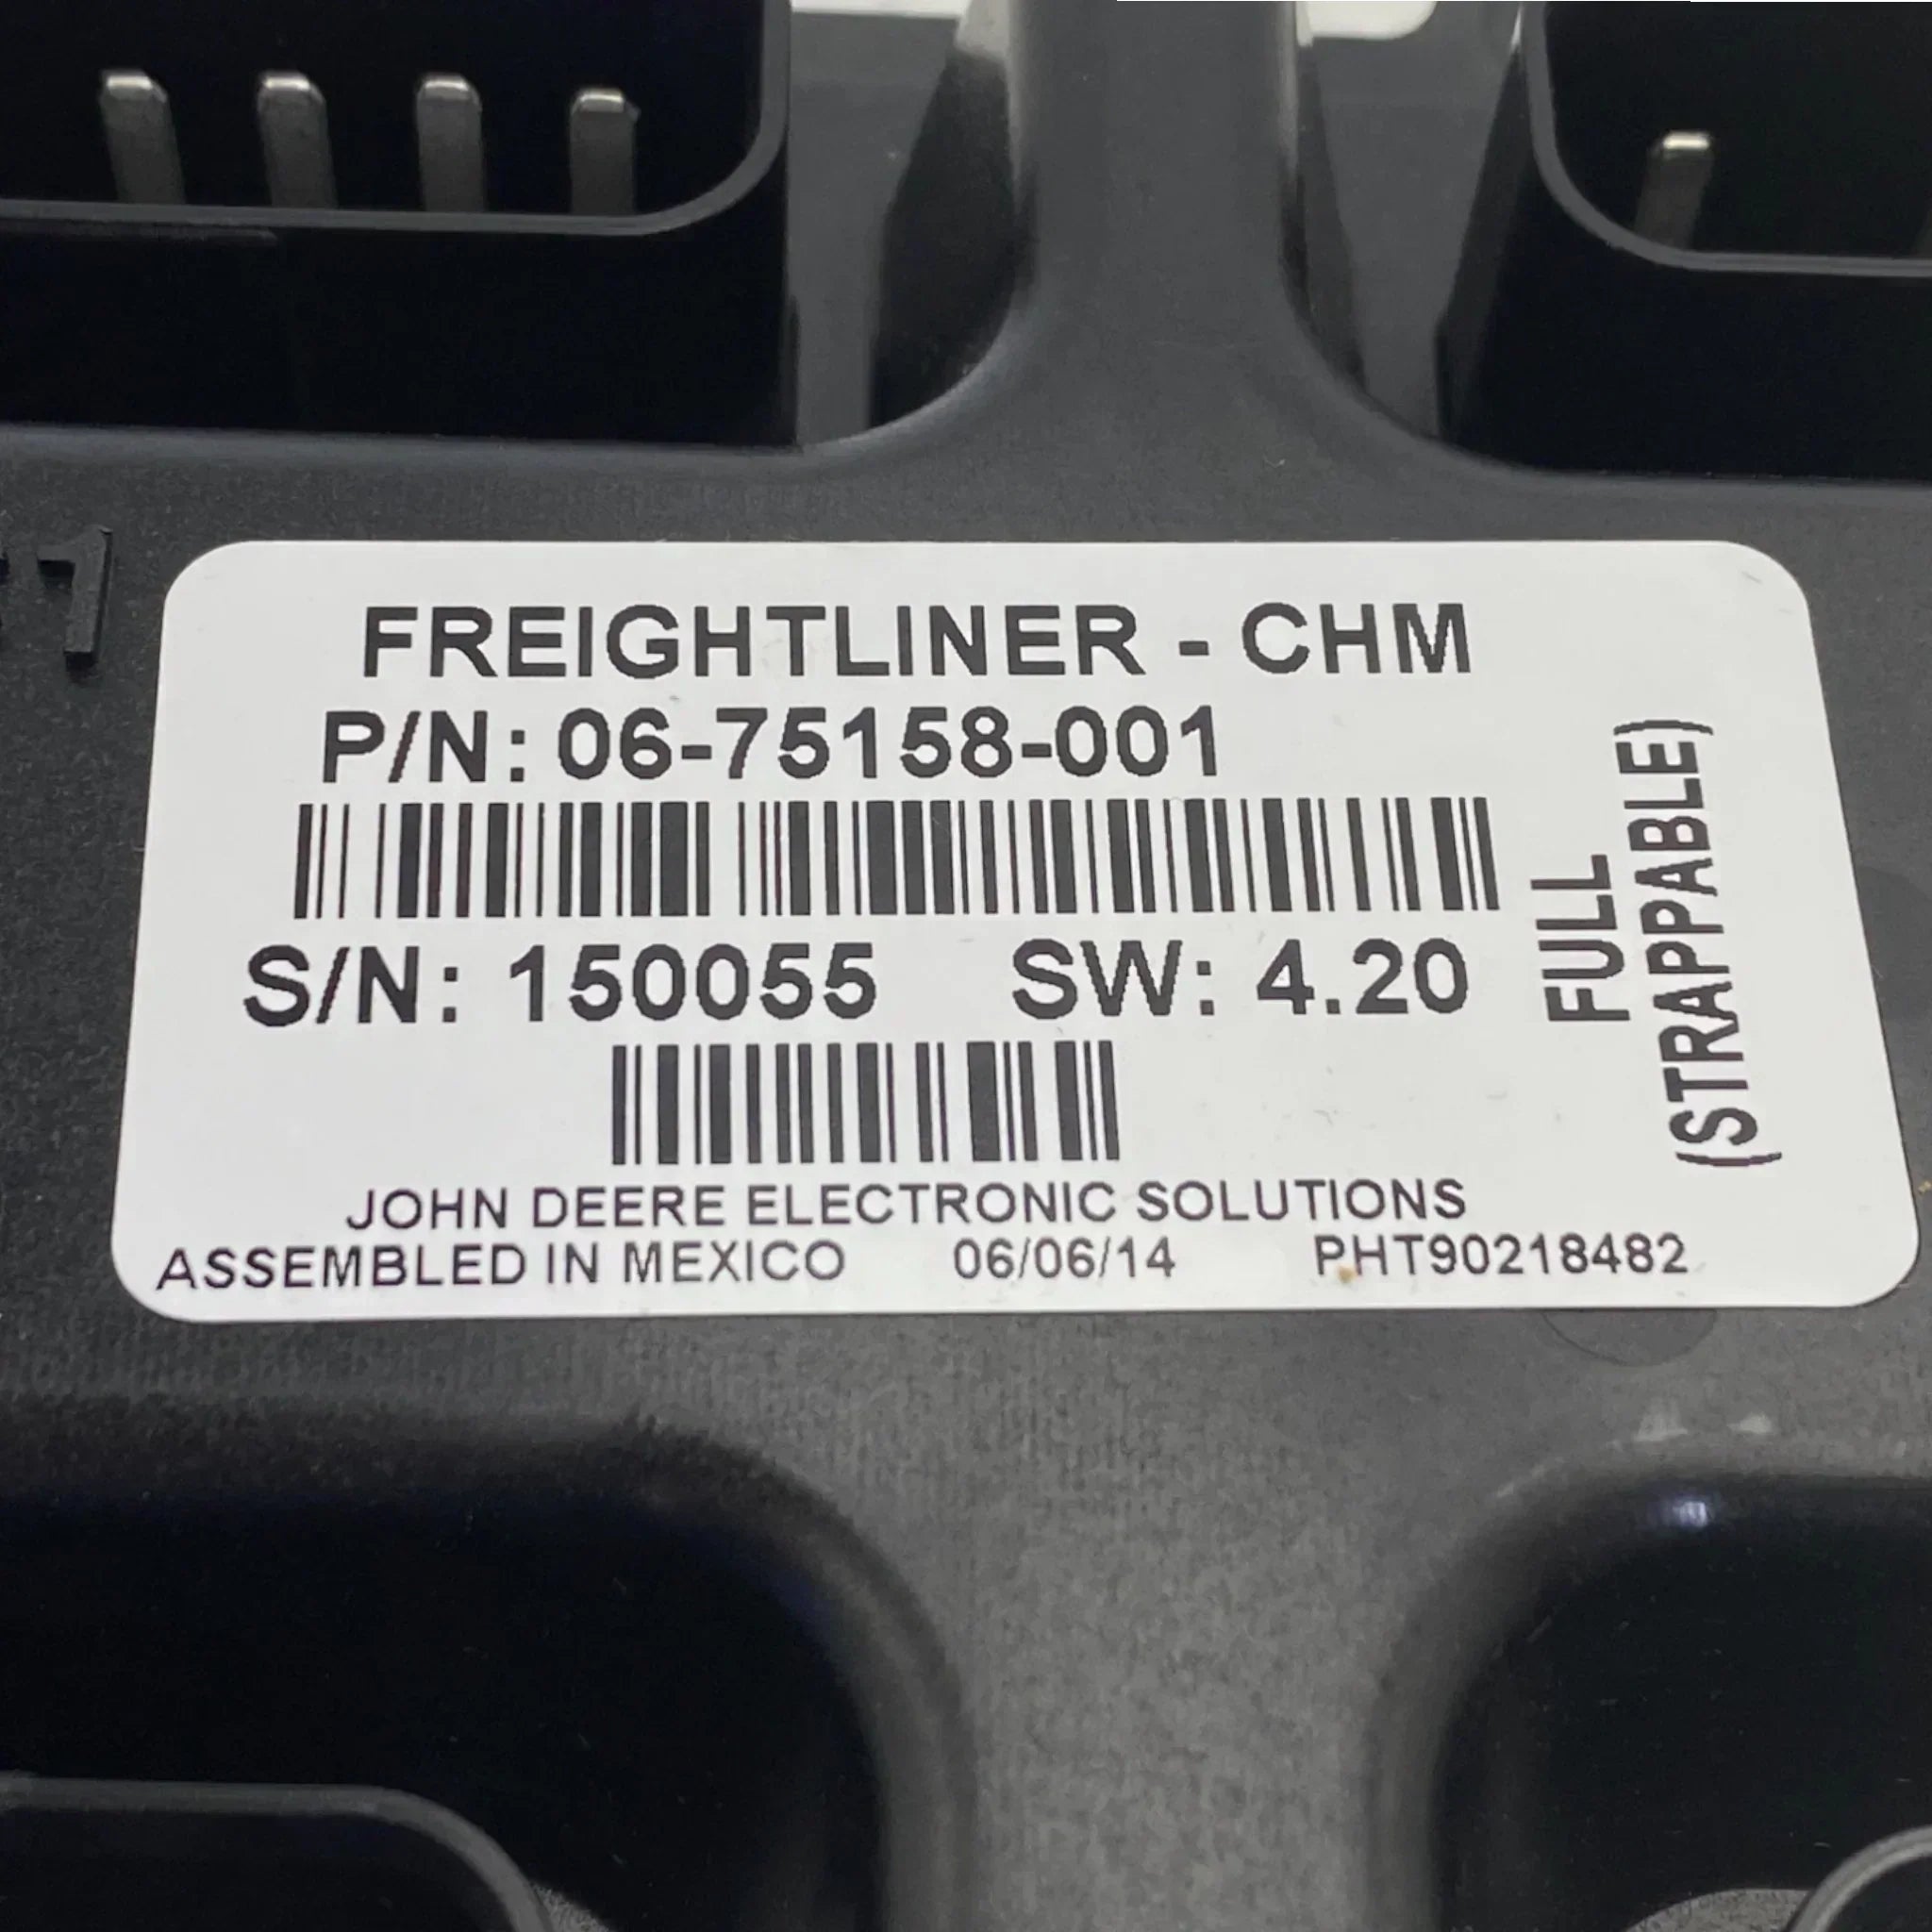 FREIGHTLINER - CHM
P/N: 06-75158-001
S/N: 150055 SW: 4.20
FULL
(STRAPPABLE)
JOHN DEERE ELECTRONIC SOLUTIONS
ASSEMBLED IN MEXICO 06/06/14 PHT90218482
1